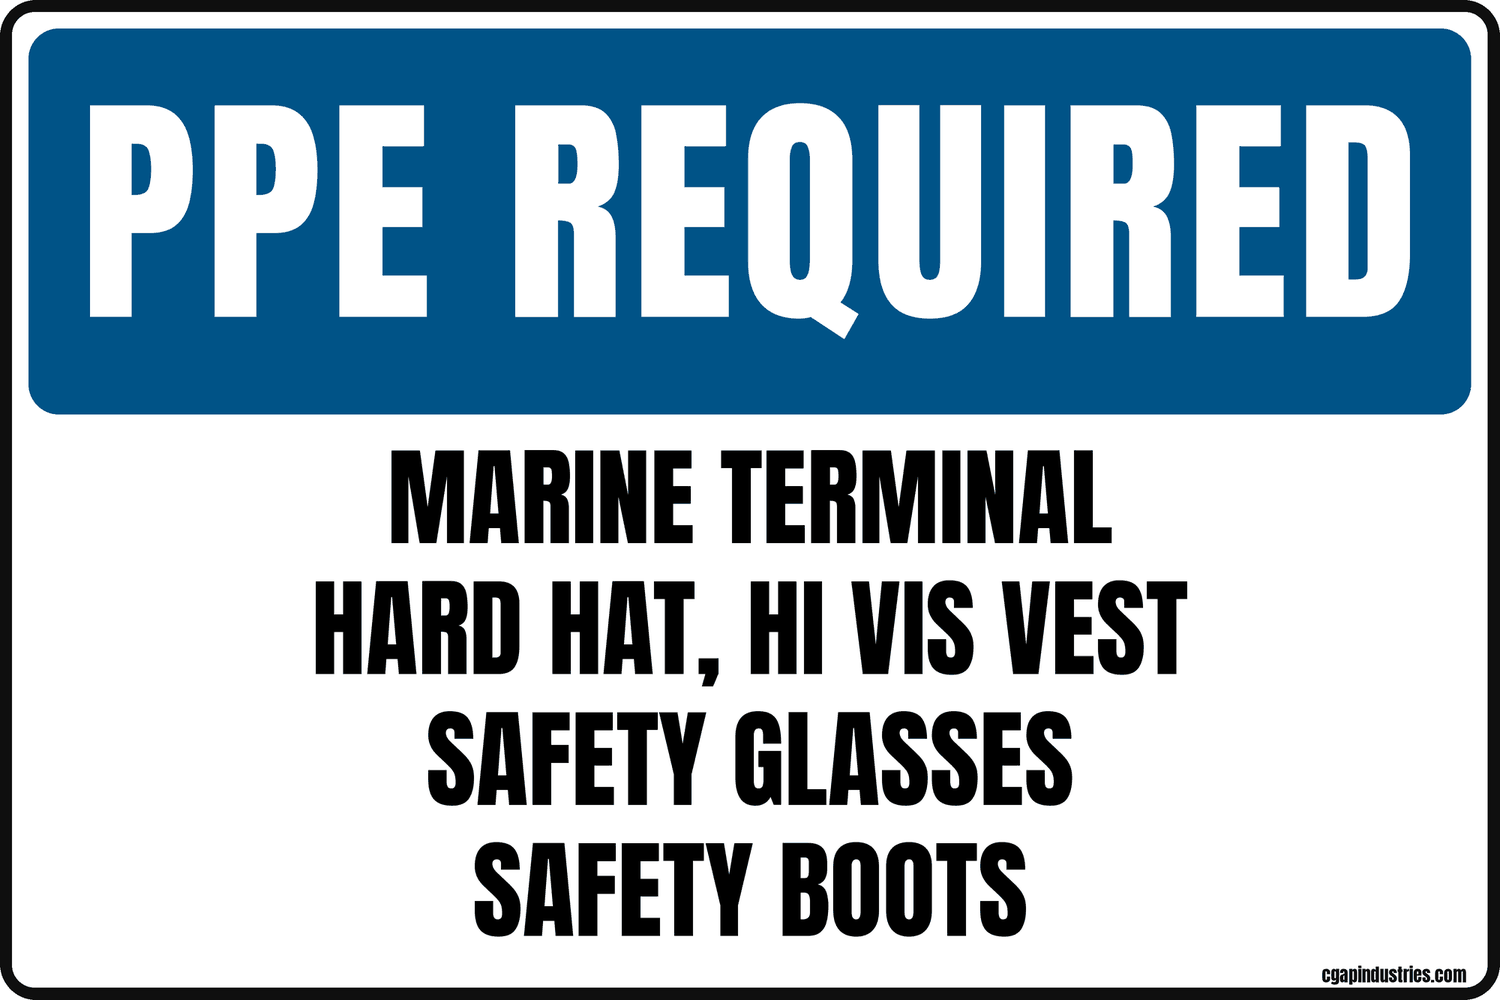 PPE REQUIRED
MARINE TERMINAL
HARD HAT, HI VIS VEST
SAFETY GLASSES
SAFETY BOOTS
cgapindustries.com